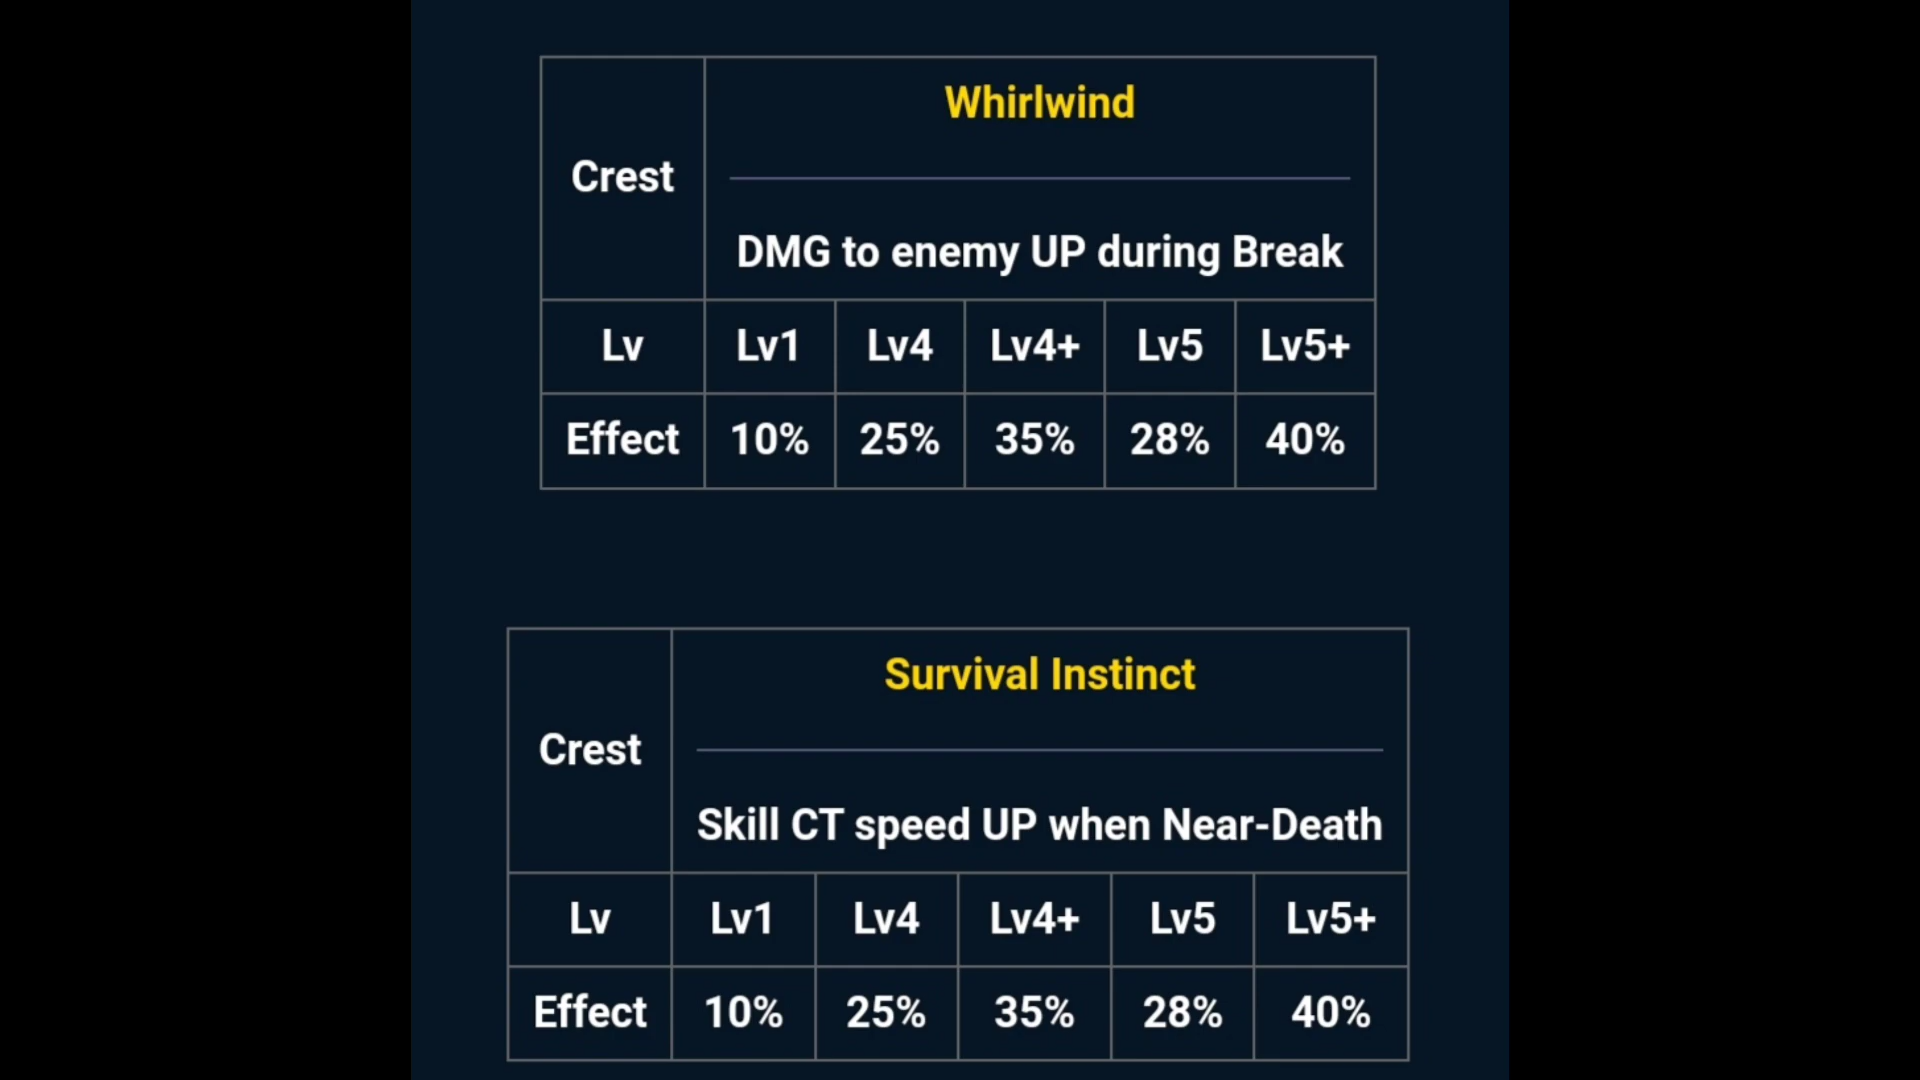 Whirlwind
Crest
DMG to enemy UP during Break
Lv Lv1 Lv4 Lv4+ Lv5 Lv5+
Effect 10% 25% 35% 28% 40%
Survival Instinct
Crest
Skill CT speed UP when Near-Death
Lv Lv1 Lv4 Lv4+ Lv5 Lv5+
Effect 10% 25% 35% 28% 40%